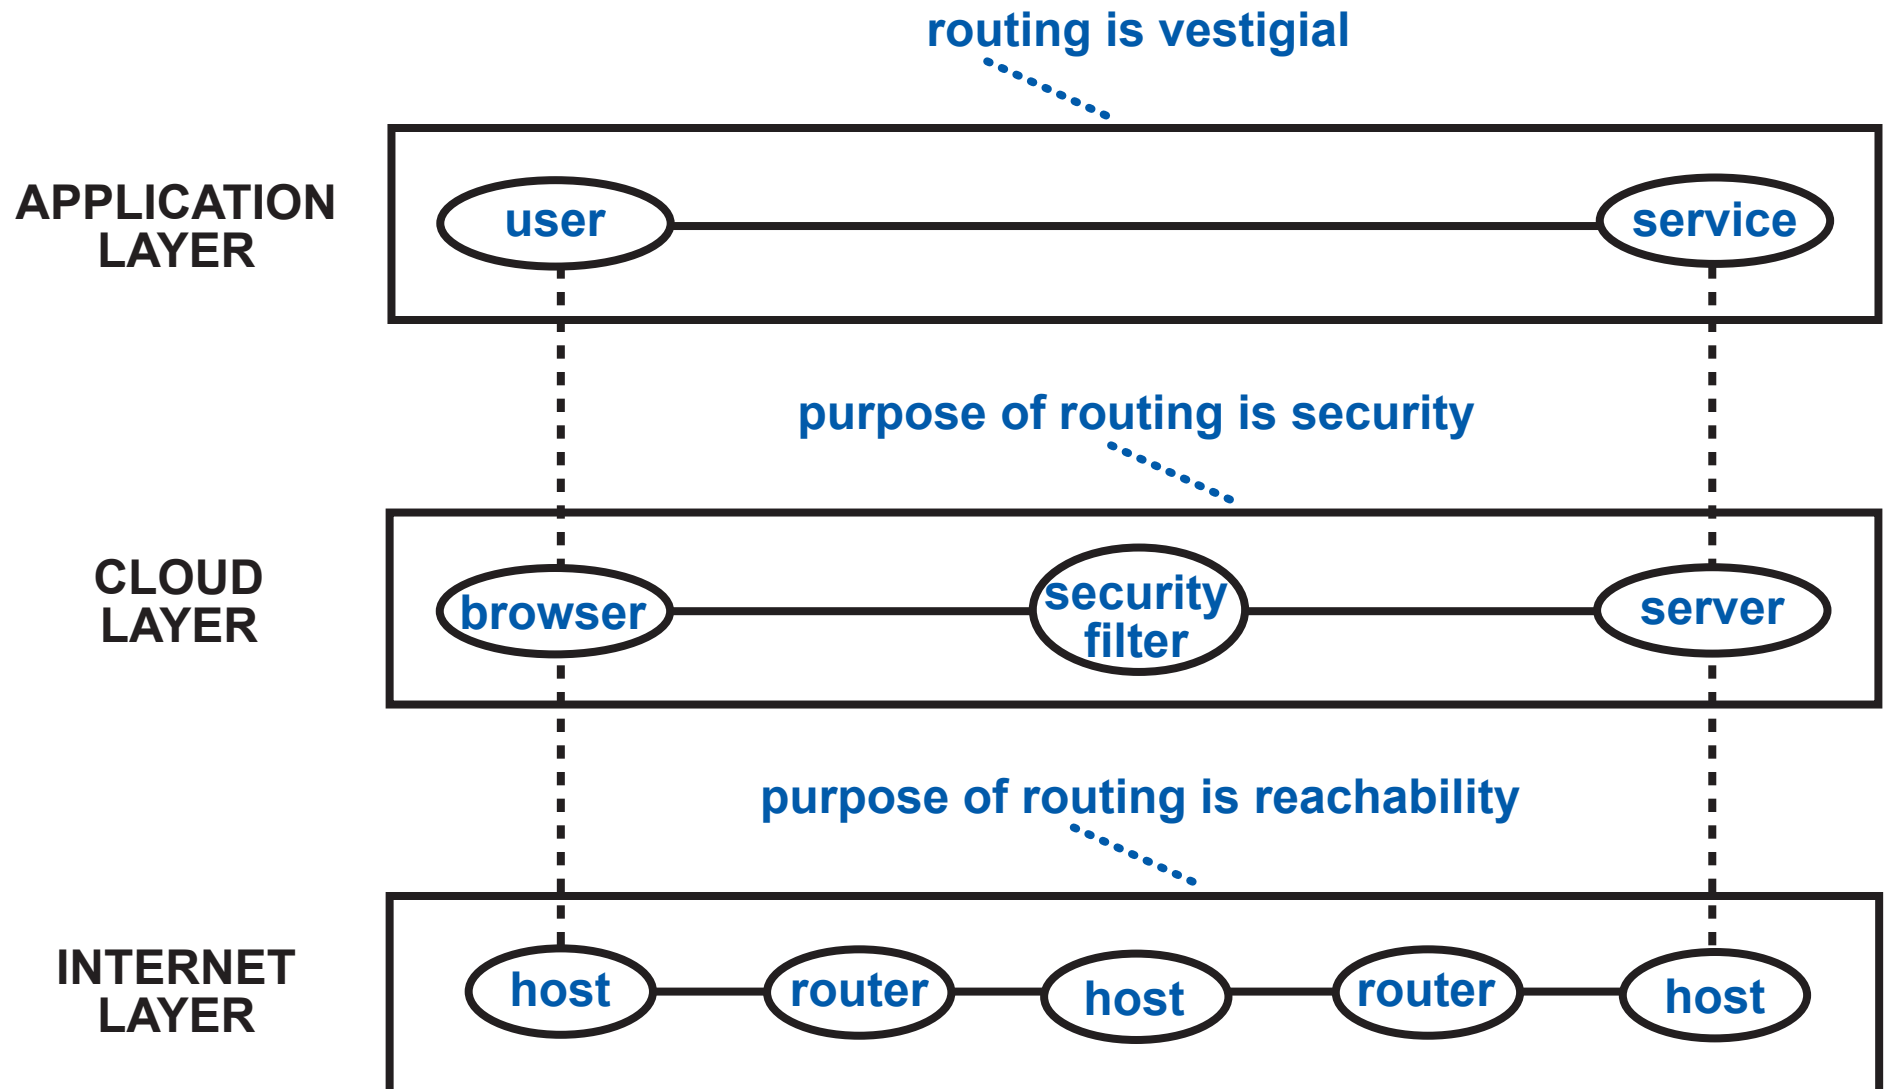 routing is vestigial
APPLICATION
LAYER
user
service
purpose of routing is security
CLOUD
LAYER
browser
security
filter
server
purpose of routing is reachability
INTERNET
LAYER
host
router
host
router
host